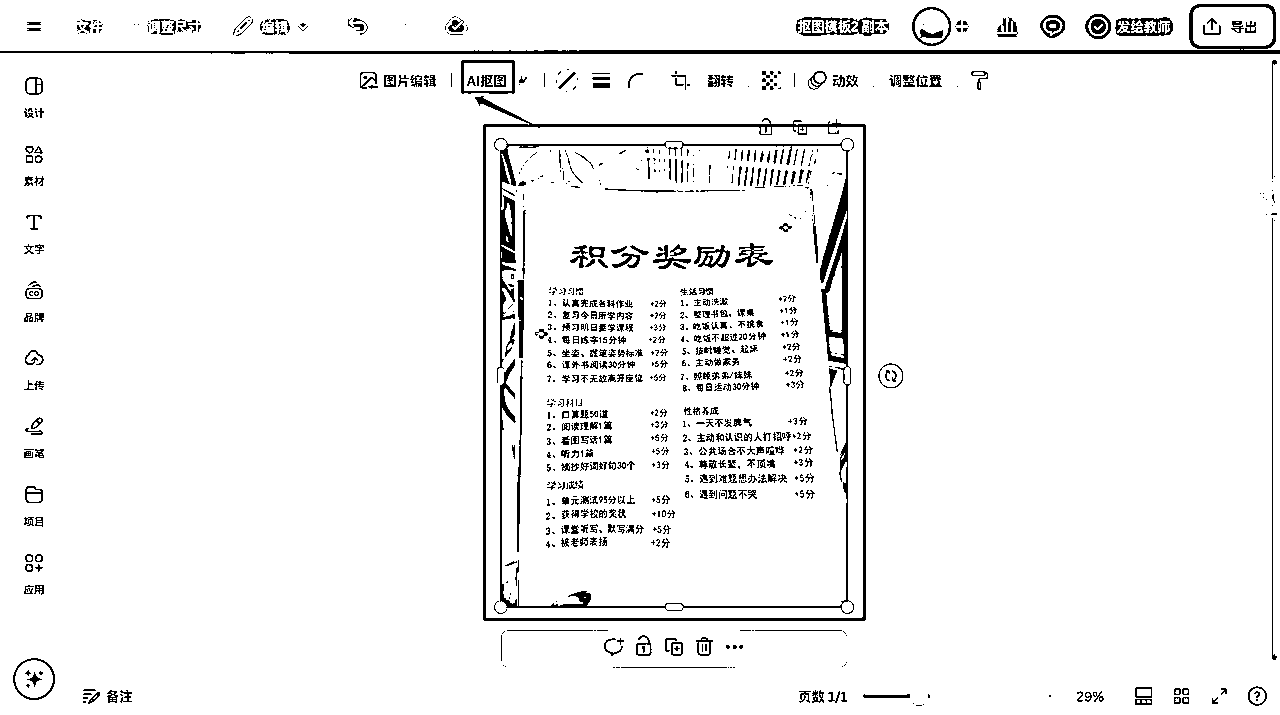 文件 调整尺寸 编辑 抠图模板2 副本 发给教师 导出
图片编辑 AI抠图 翻转 动效 调整位置
设计
素材
文字
品牌
上传
画笔
项目
应用
积分奖励表
学习习惯
1、认真完成各科作业 +2分
2、复习今日所学内容 +2分
3、预习明日要学课程 +3分
4、每日练字15分钟 +2分
5、坐姿、握笔姿势标准 +2分
6、课外书阅读30分钟 +5分
7、学习不无故离开座位 +5分
生活习惯
1、主动洗漱 +2分
2、整理书包、课桌 +1分
3、吃饭认真、不挑食 +1分
4、吃饭不超过20分钟 +1分
5、按时睡觉、起床 +2分
6、主动做家务 +2分
7、照顾弟弟/妹妹 +2分
8、每日运动30分钟 +3分
学习科目
1、口算题50道 +2分
2、阅读理解1篇 +3分
3、看图写话1篇 +5分
4、听力1篇 +5分
5、摘抄好词好句30个 +3分
性格养成
1、一天不发脾气 +3分
2、主动和认识的人打招呼+2分
3、公共场合不大声喧哗 +2分
4、尊敬长辈、不顶嘴 +3分
5、遇到难题想办法解决 +5分
6、遇到问题不哭 +5分
学习成绩
1、单元测试95分以上 +5分
2、获得学校的奖状 +10分
3、课堂听写、默写满分 +5分
4、被老师表扬 +2分
备注 页数 1/1 29%